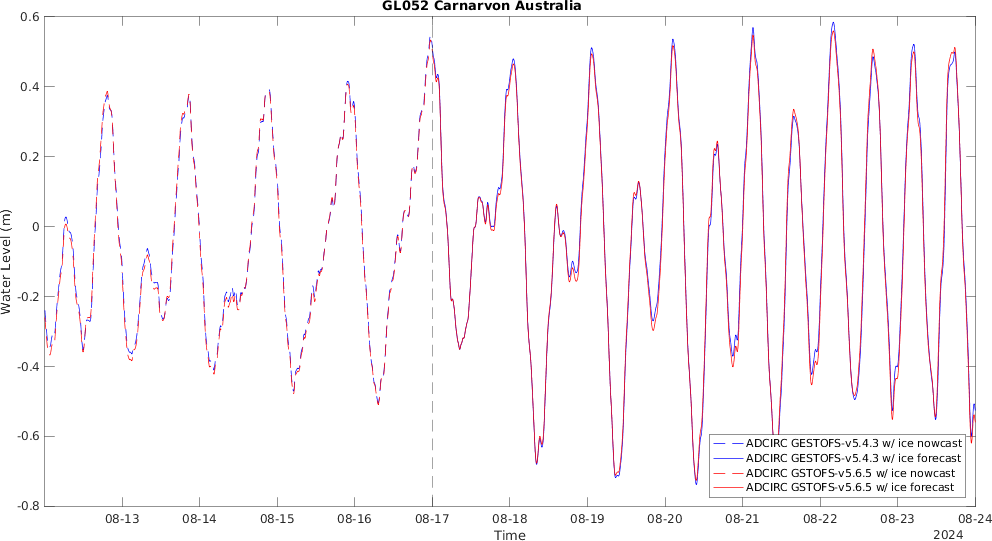 GL052 Carnarvon Australia
0.6
0.4
0.2
0
-0.2
-0.4
-0.6
-0.8
Water Level (m)
ADCIRC GESTOFS-v5.4.3 w/ ice nowcast
ADCIRC GESTOFS-v5.4.3 w/ ice forecast
ADCIRC GSTOFS-v5.6.5 w/ ice nowcast
ADCIRC GSTOFS-v5.6.5 w/ ice forecast
08-13 08-14 08-15 08-16 08-17 08-18 08-19 08-20 08-21 08-22 08-23 08-24
Time
2024